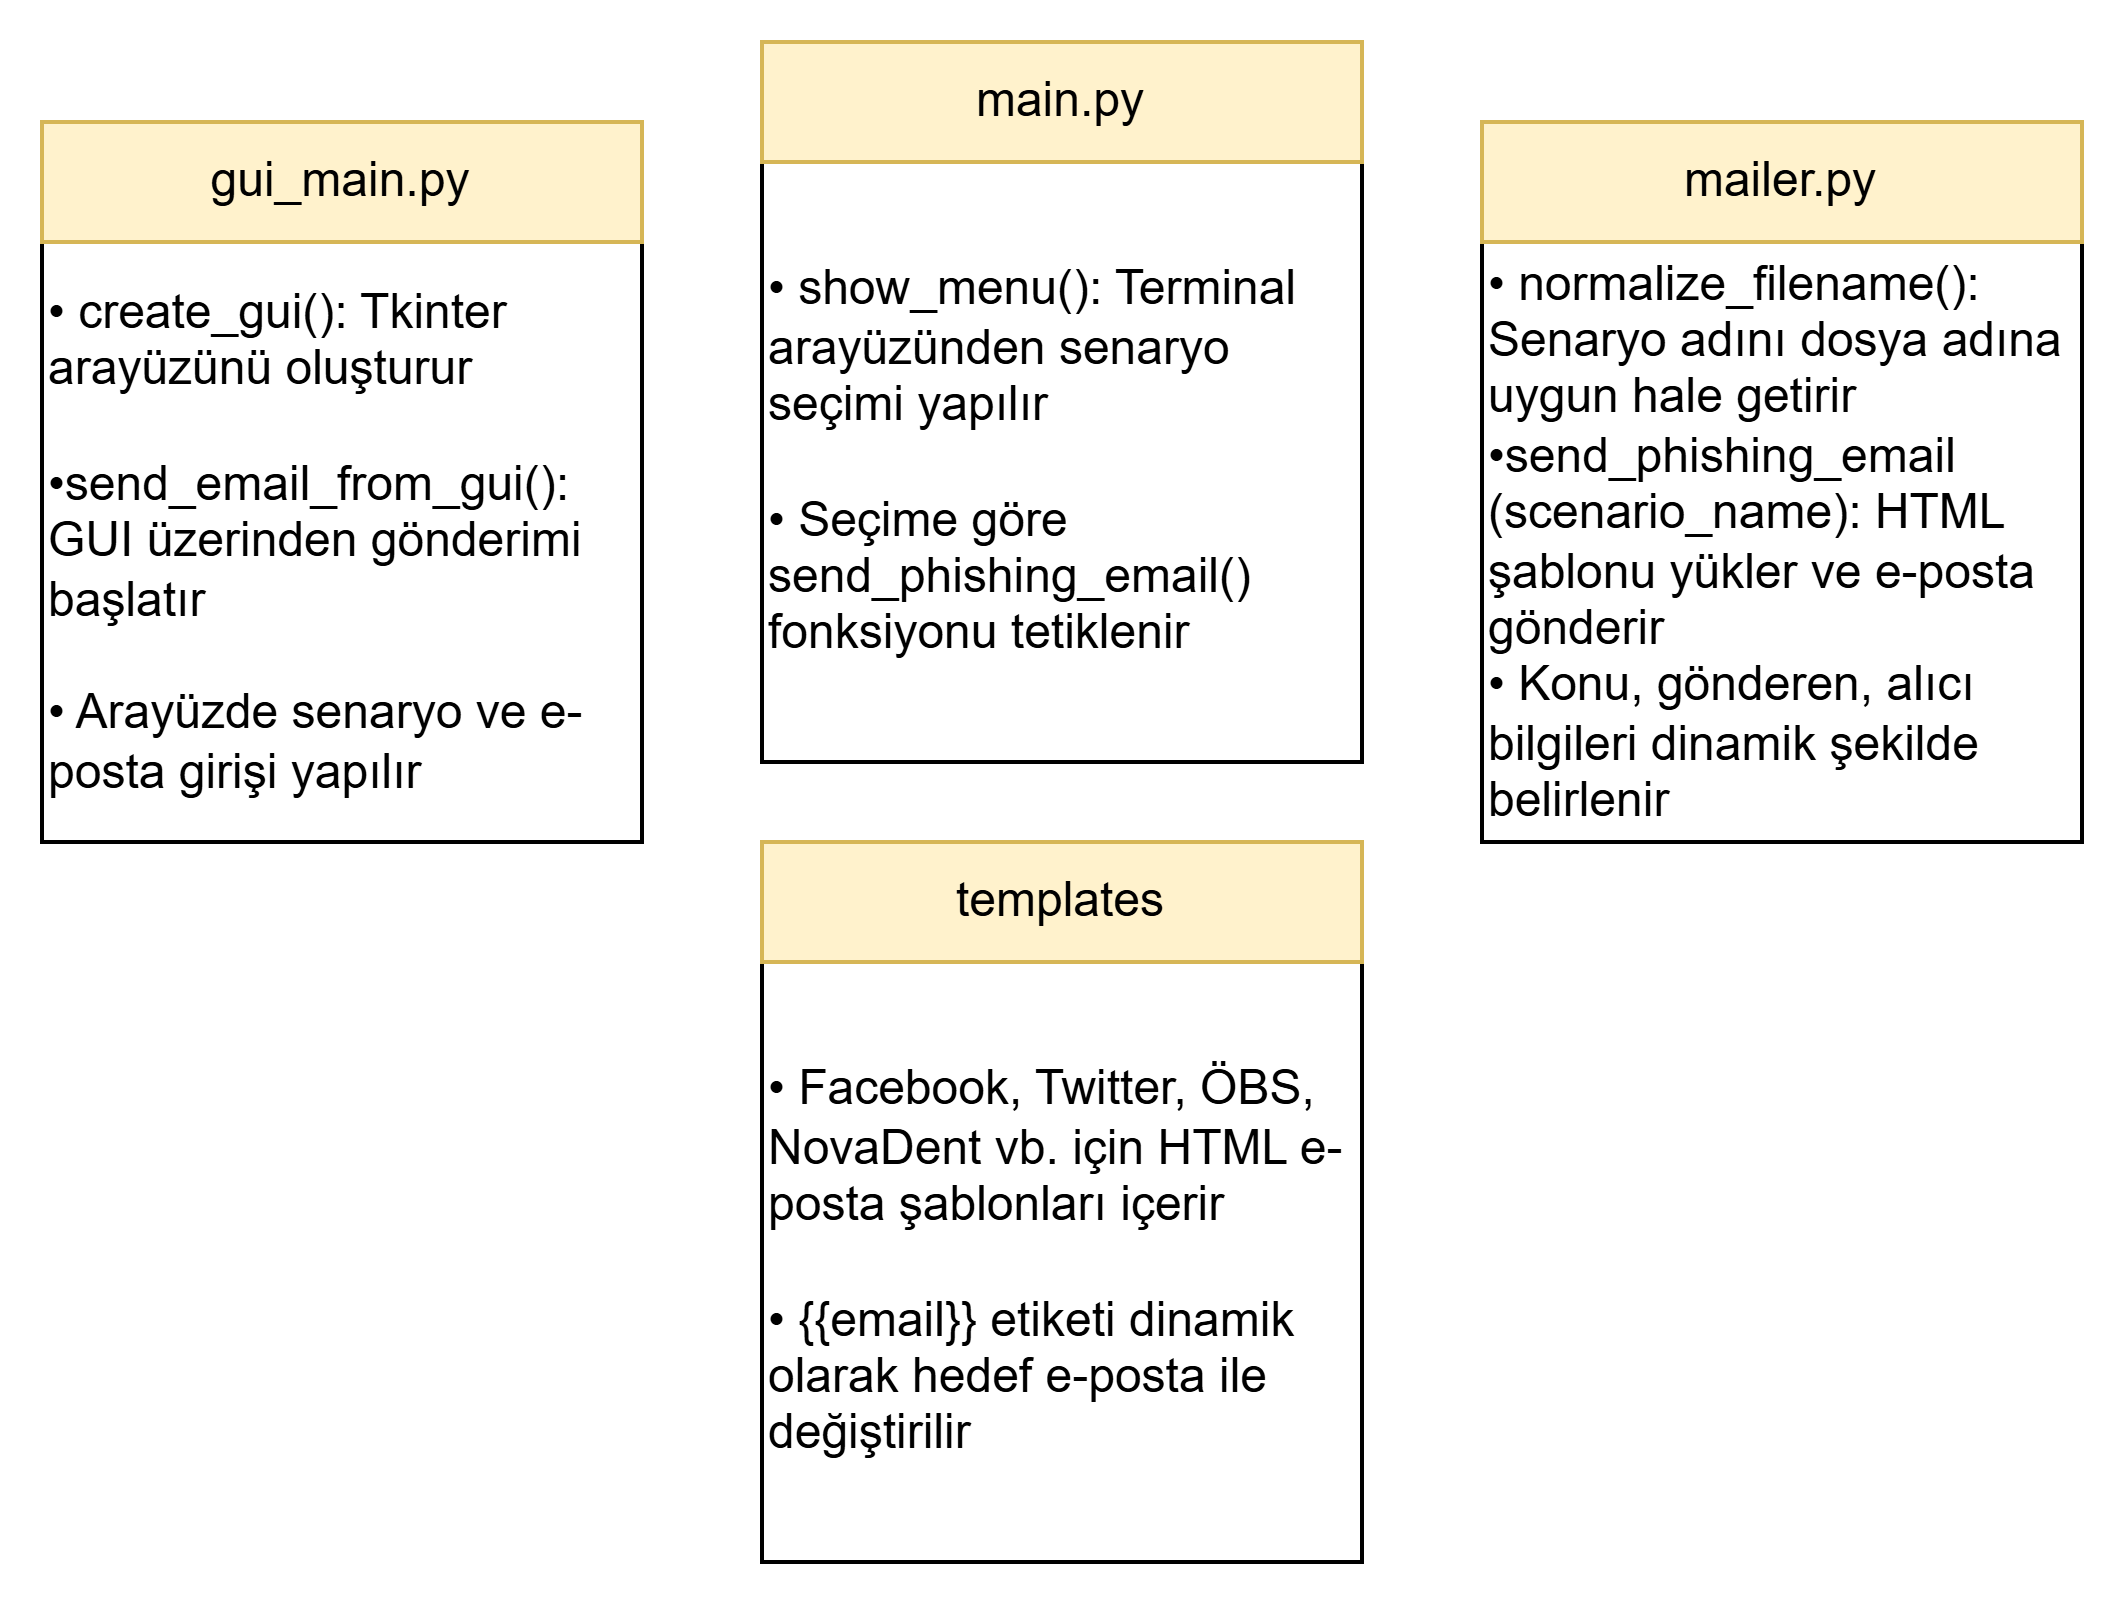 gui_main.py
• create_gui(): Tkinter
arayüzünü oluşturur
•send_email_from_gui():
GUI üzerinden gönderimi
başlatır
• Arayüzde senaryo ve e-
posta girişi yapılır
main.py
• show_menu(): Terminal
arayüzünden senaryo
seçimi yapılır
• Seçime göre
send_phishing_email()
fonksiyonu tetiklenir
mailer.py
• normalize_filename():
Senaryo adını dosya adına
uygun hale getirir
•send_phishing_email
(scenario_name): HTML
şablonu yükler ve e-posta
gönderir
• Konu, gönderen, alıcı
bilgileri dinamik şekilde
belirlenir
templates
• Facebook, Twitter, ÖBS,
NovaDent vb. için HTML e-
posta şablonları içerir
• {{email}} etiketi dinamik
olarak hedef e-posta ile
değiştirilir